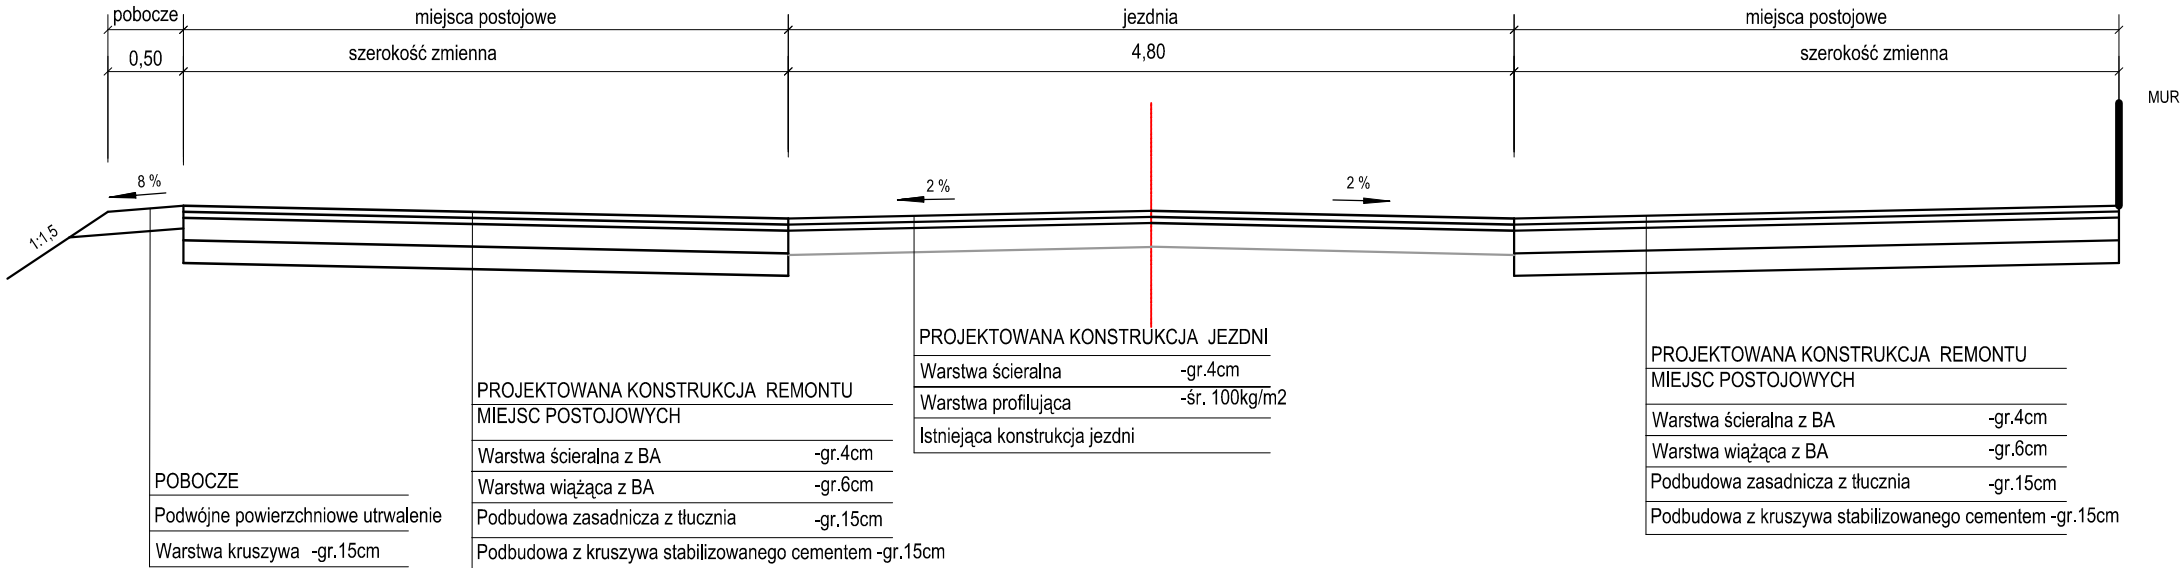 pobocze miejsca postojowe jezdnia miejsca postojowe
0,50 szerokość zmienna 4,80 szerokość zmienna
MUR
8 % 2 % 2 %
1:1,5
POBOCZE
Podwójne powierzchniowe utrwalenie
Warstwa kruszywa -gr.15cm
PROJEKTOWANA KONSTRUKCJA REMONTU
MIEJSC POSTOJOWYCH
Warstwa ścieralna z BA -gr.4cm
Warstwa wiążąca z BA -gr.6cm
Podbudowa zasadnicza z tłucznia -gr.15cm
Podbudowa z kruszywa stabilizowanego cementem -gr.15cm
PROJEKTOWANA KONSTRUKCJA JEZDNI
Warstwa ścieralna -gr.4cm
Warstwa profilująca -śr. 100kg/m2
Istniejąca konstrukcja jezdni
PROJEKTOWANA KONSTRUKCJA REMONTU
MIEJSC POSTOJOWYCH
Warstwa ścieralna z BA -gr.4cm
Warstwa wiążąca z BA -gr.6cm
Podbudowa zasadnicza z tłucznia -gr.15cm
Podbudowa z kruszywa stabilizowanego cementem -gr.15cm